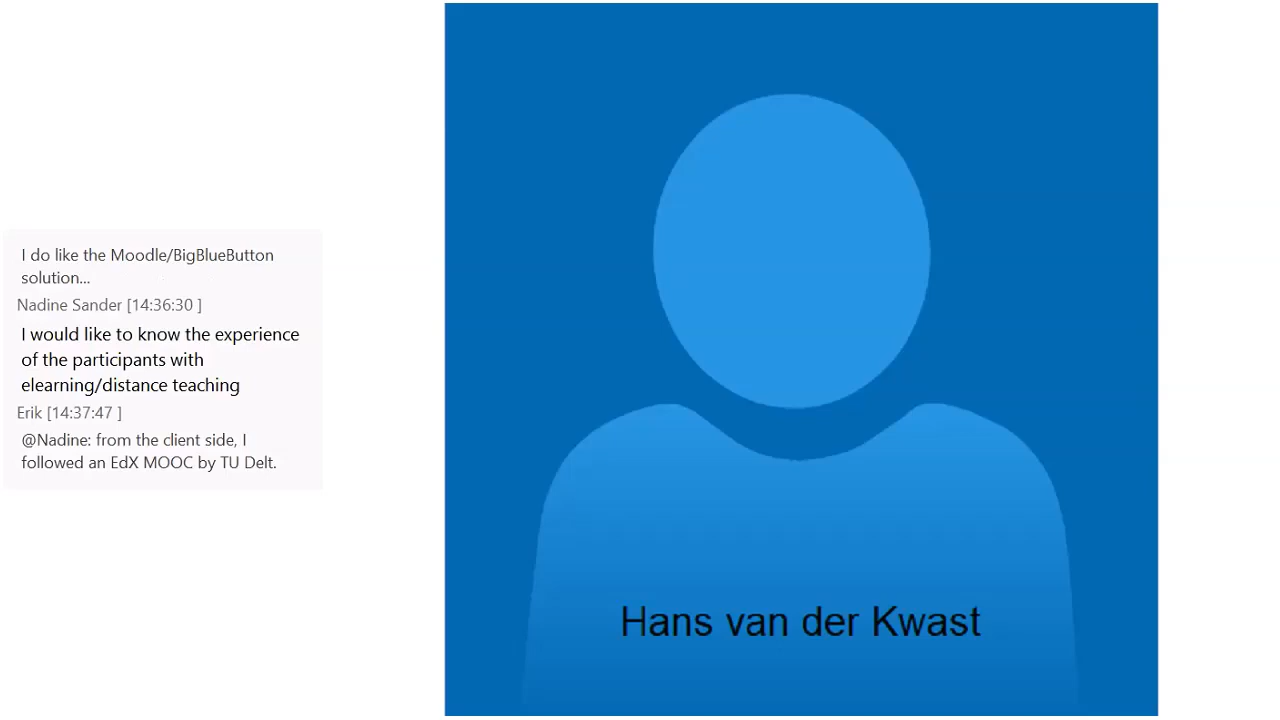 I do like the Moodle/BigBlueButton
solution...
Nadine Sander [14:36:30 ]
I would like to know the experience
of the participants with
elearning/distance teaching
Erik [14:37:47 ]
@Nadine: from the client side, I
followed an EdX MOOC by TU Delt.
Hans van der Kwast